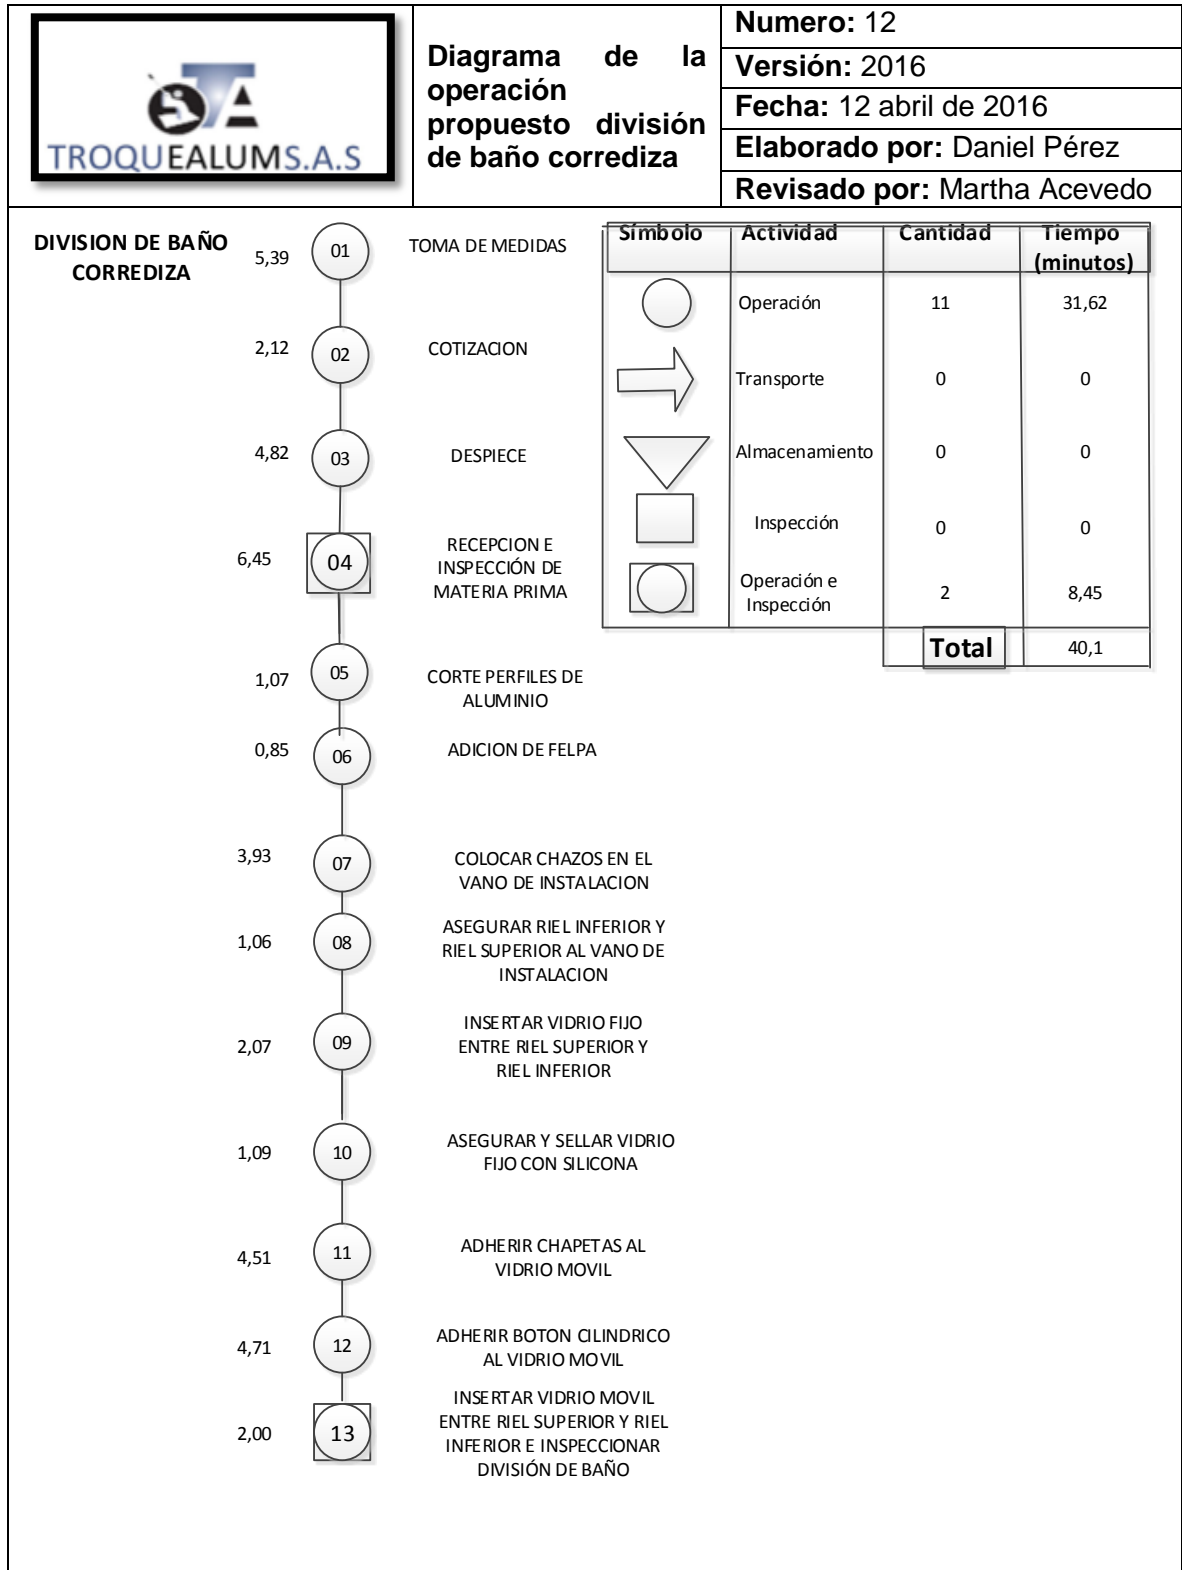 TROQUEALUMS.A.S
Diagrama de la
operación
propuesto división
de baño corrediza
Numero: 12
Versión: 2016
Fecha: 12 abril de 2016
Elaborado por: Daniel Pérez
Revisado por: Martha Acevedo
DIVISION DE BAÑO
CORREDIZA
5,39 01 TOMA DE MEDIDAS
2,12 02 COTIZACION
4,82 03 DESPIECE
6,45 04 RECEPCION E
INSPECCIÓN DE
MATERIA PRIMA
1,07 05 CORTE PERFILES DE
ALUMINIO
0,85 06 ADICION DE FELPA
3,93 07 COLOCAR CHAZOS EN EL
VANO DE INSTALACION
1,06 08 ASEGURAR RIEL INFERIOR Y
RIEL SUPERIOR AL VANO DE
INSTALACION
2,07 09 INSERTAR VIDRIO FIJO
ENTRE RIEL SUPERIOR Y
RIEL INFERIOR
1,09 10 ASEGURAR Y SELLAR VIDRIO
FIJO CON SILICONA
4,51 11 ADHERIR CHAPETAS AL
VIDRIO MOVIL
4,71 12 ADHERIR BOTON CILINDRICO
AL VIDRIO MOVIL
2,00 13 INSERTAR VIDRIO MOVIL
ENTRE RIEL SUPERIOR Y RIEL
INFERIOR E INSPECCIONAR
DIVISIÓN DE BAÑO
Símbolo Actividad Cantidad Tiempo
(minutos)
Operación 11 31,62
Transporte 0 0
Almacenamiento 0 0
Inspección 0 0
Operación e
Inspección 2 8,45
Total 40,1